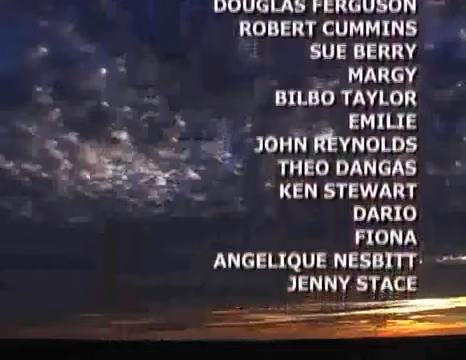 DOUGLAS FERGUSON
ROBERT CUMMINS
SUE BERRY
MARGY
BILBO TAYLOR
EMILIE
JOHN REYNOLDS
THEO DANGAS
KEN STEWART
DARIO
FIONA
ANGELIQUE NESBITT
JENNY STACE